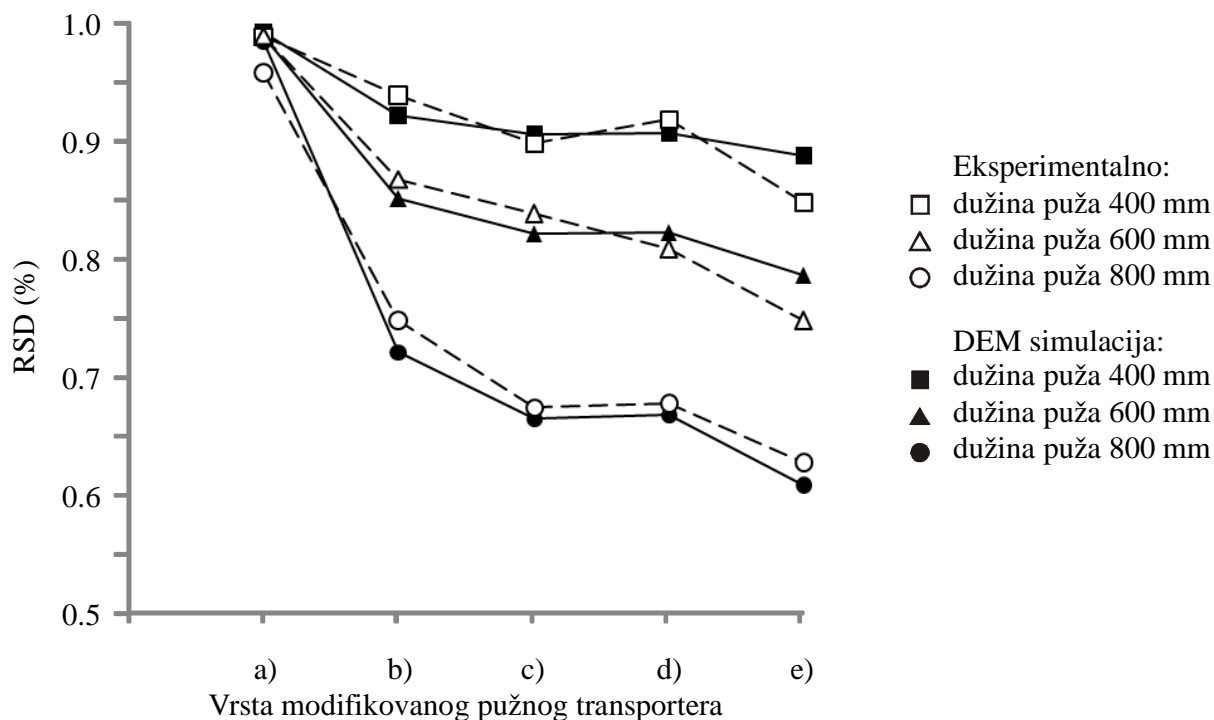 1.0
0.9
0.8
0.7
0.6
0.5
RSD (%)
a) b) c) d) e)
Vrsta modifikovanog pužnog transportera
Eksperimentalno:
dužina puža 400 mm
dužina puža 600 mm
dužina puža 800 mm
DEM simulacija:
dužina puža 400 mm
dužina puža 600 mm
dužina puža 800 mm